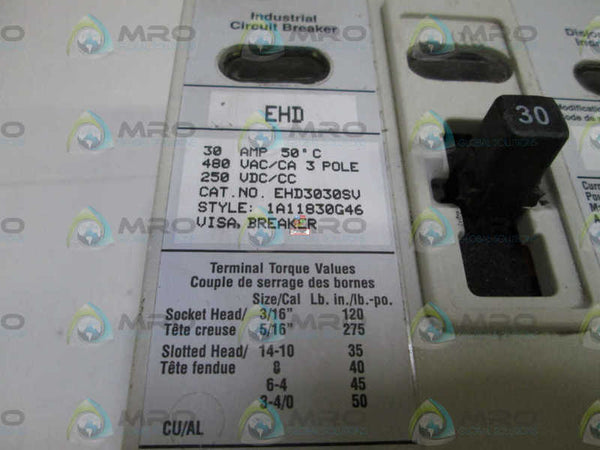 Industrial
Circuit Breaker
EHD
30 AMP 50°C
480 VAC/CA 3 POLE
250 VDC/CC
CAT.NO. EHD3030SV
STYLE: 1A11830G46
VISA BREAKER
Terminal Torque Values
Couple de serrage des bornes
Size/Cal Lb. in./lb.-po.
Socket Head/ 3/16" 120
Tête creuse 5/16" 275
Slotted Head/ 14-10 35
Tête fendue 8 40
6-4 45
3-4/0 50
CU/AL
30
MRO
GLOBAL SOLUTIONS